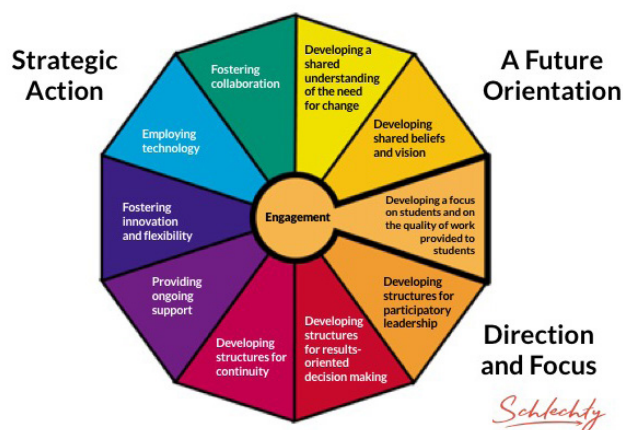 Strategic
Action
A Future
Orientation
Direction
and Focus
Developing a
shared
understanding
of the need
for change
Developing
shared beliefs
and vision
Developing a focus
on students and on
the quality of work
provided to
students
Developing
structures for
participatory
leadership
Developing
structures
for results-
oriented
decision making
Developing
structures for
continuity
Providing
ongoing
support
Fostering
innovation
and flexibility
Employing
technology
Fostering
collaboration
Engagement
Schlechty